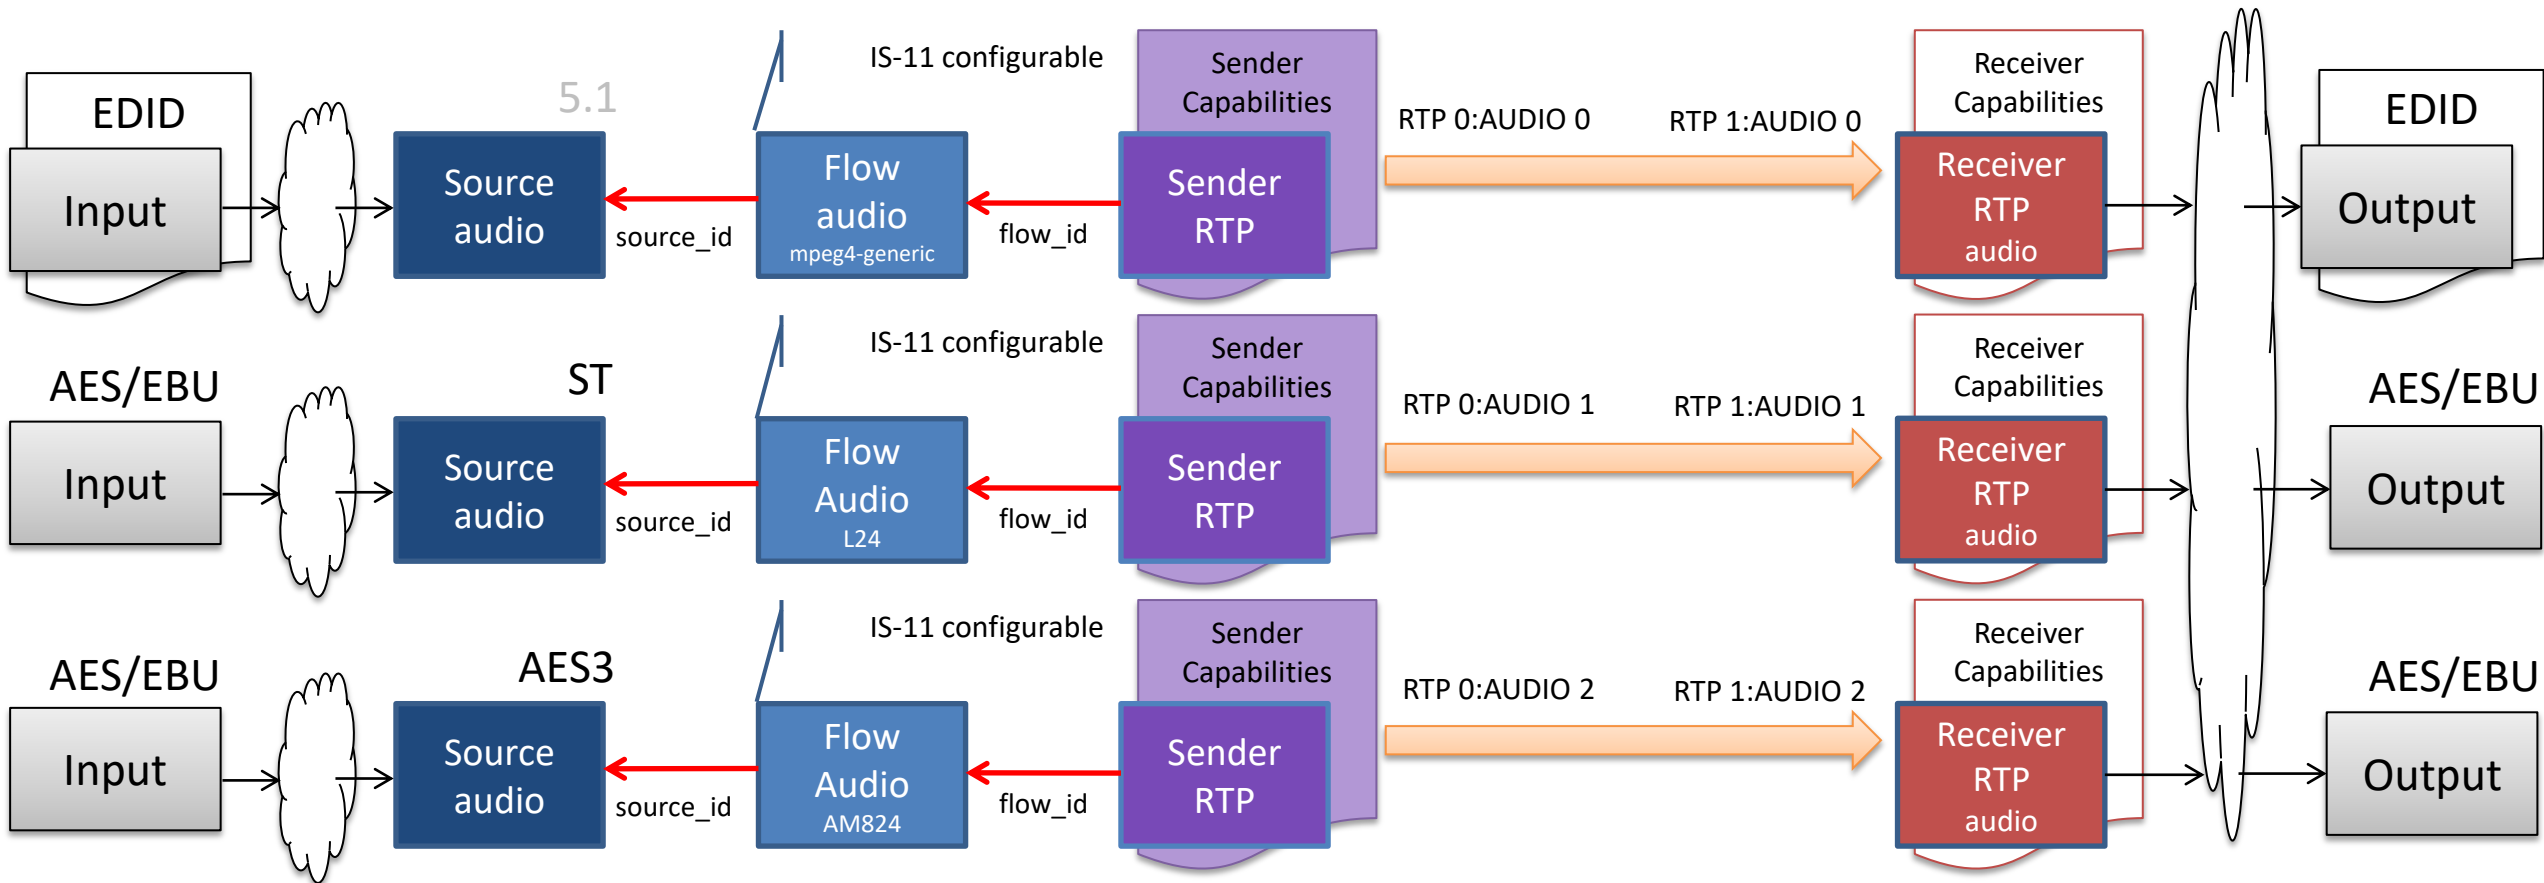 EDID
Input
5.1
Source
audio
source_id
IS-11 configurable
Flow
audio
mpeg4-generic
flow_id
Sender
Capabilities
Sender
RTP
RTP 0:AUDIO 0
RTP 1:AUDIO 0
Receiver
Capabilities
Receiver
RTP
audio
EDID
Output
AES/EBU
Input
ST
Source
audio
source_id
IS-11 configurable
Flow
Audio
L24
flow_id
Sender
Capabilities
Sender
RTP
RTP 0:AUDIO 1
RTP 1:AUDIO 1
Receiver
Capabilities
Receiver
RTP
audio
AES/EBU
Output
AES/EBU
Input
AES3
Source
audio
source_id
IS-11 configurable
Flow
Audio
AM824
flow_id
Sender
Capabilities
Sender
RTP
RTP 0:AUDIO 2
RTP 1:AUDIO 2
Receiver
Capabilities
Receiver
RTP
audio
AES/EBU
Output